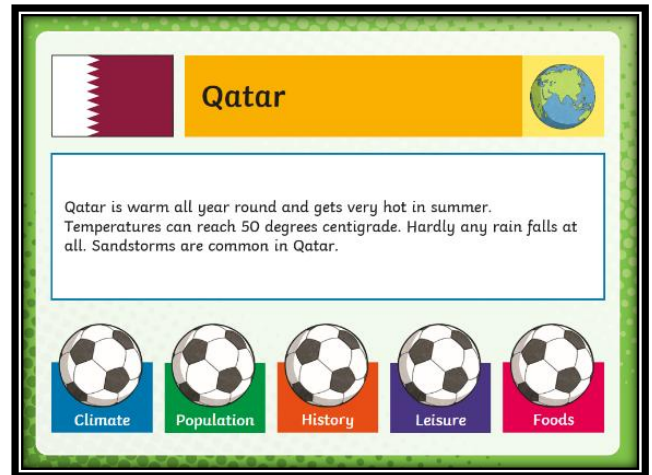 Qatar
Qatar is warm all year round and gets very hot in summer.
Temperatures can reach 50 degrees centigrade. Hardly any rain falls at
all. Sandstorms are common in Qatar.
Climate
Population
History
Leisure
Foods